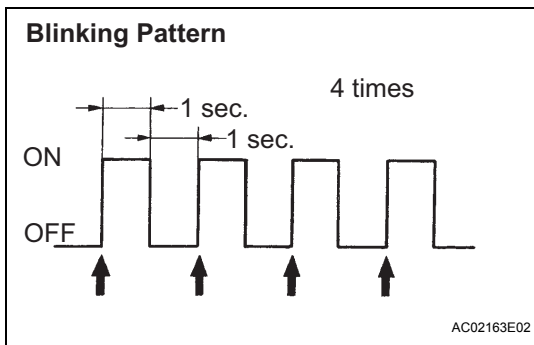 Blinking Pattern
4 times
1 sec.
1 sec.
ON
OFF
AC02163E02